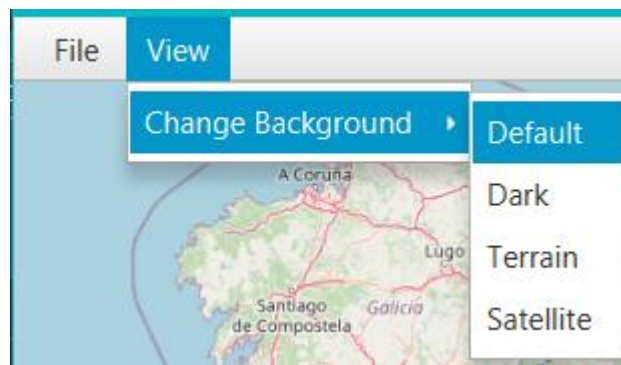 File View
Change Background
Default
Dark
Terrain
Satellite
A Coruña
Lugo
Santiago
de Compostela
Galicia